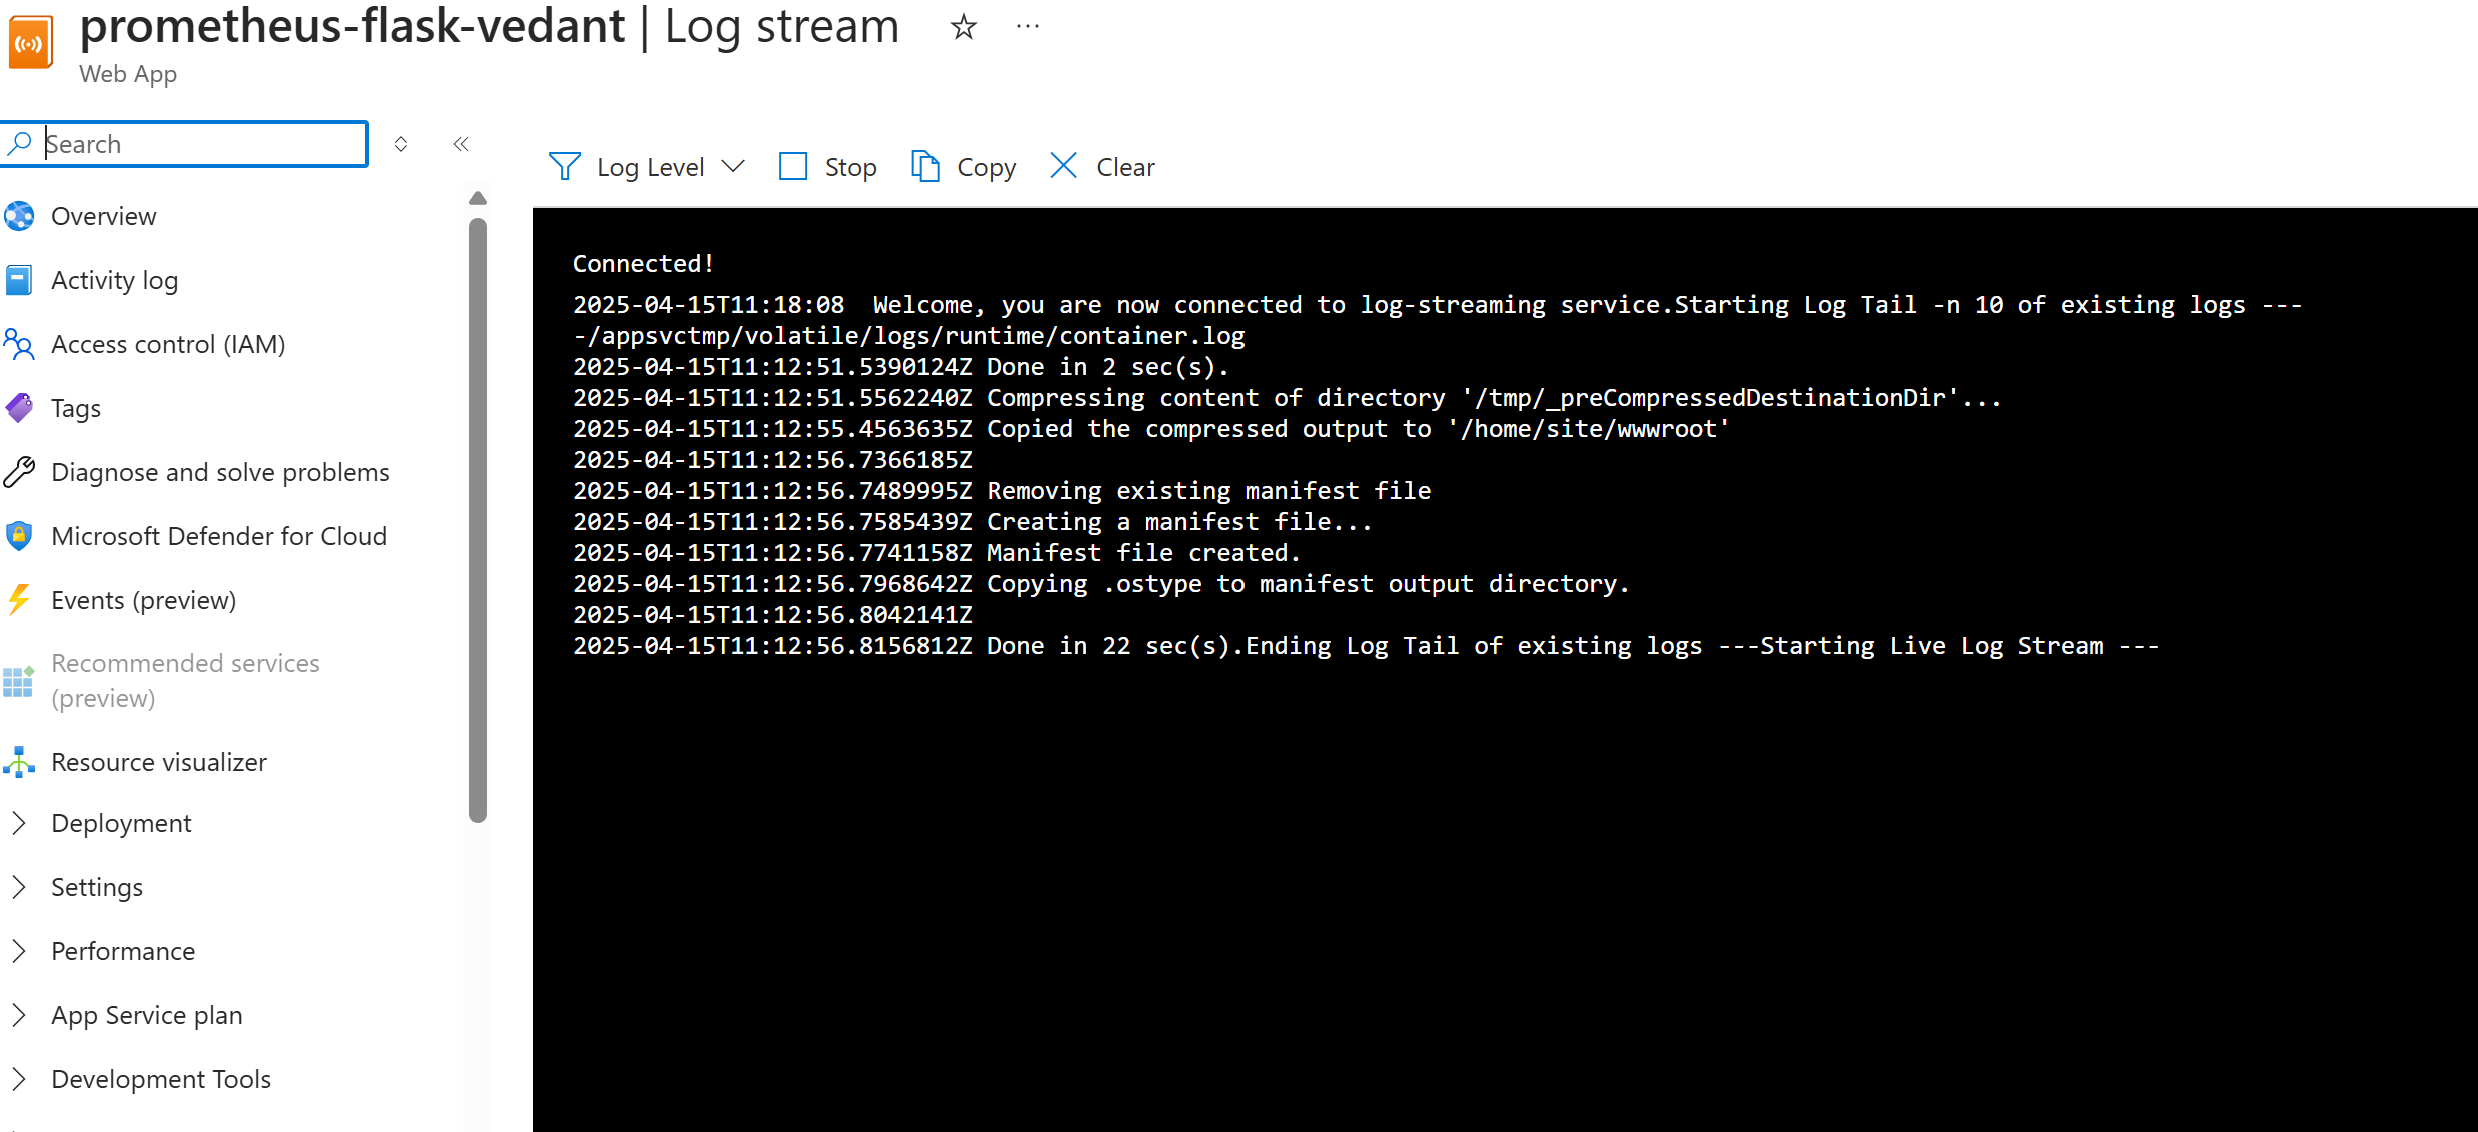 prometheus-flask-vedant | Log stream
Web App
Search
Overview
Activity log
Access control (IAM)
Tags
Diagnose and solve problems
Microsoft Defender for Cloud
Events (preview)
Recommended services
(preview)
Resource visualizer
Deployment
Settings
Performance
App Service plan
Development Tools
Log Level
Stop
Copy
Clear
Connected!
2025-04-15T11:18:08  Welcome, you are now connected to log-streaming service.Starting Log Tail -n 10 of existing logs ---
-/appsvctmp/volatile/logs/runtime/container.log
2025-04-15T11:12:51.5390124Z Done in 2 sec(s).
2025-04-15T11:12:51.5562240Z Compressing content of directory '/tmp/_preCompressedDestinationDir'...
2025-04-15T11:12:55.4563635Z Copied the compressed output to '/home/site/wwwroot'
2025-04-15T11:12:56.7366185Z
2025-04-15T11:12:56.7489995Z Removing existing manifest file
2025-04-15T11:12:56.7585439Z Creating a manifest file...
2025-04-15T11:12:56.7741158Z Manifest file created.
2025-04-15T11:12:56.7968642Z Copying .ostype to manifest output directory.
2025-04-15T11:12:56.8042141Z
2025-04-15T11:12:56.8156812Z Done in 22 sec(s).Ending Log Tail of existing logs ---Starting Live Log Stream ---